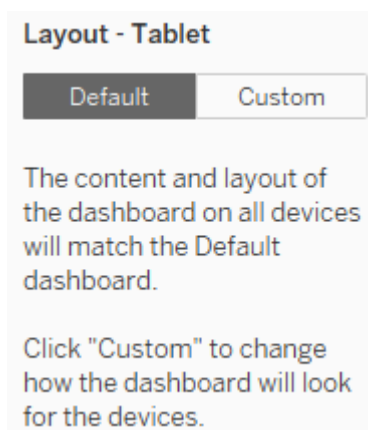 Layout - Tablet
Default Custom
The content and layout of
the dashboard on all devices
will match the Default
dashboard.
Click "Custom" to change
how the dashboard will look
for the devices.